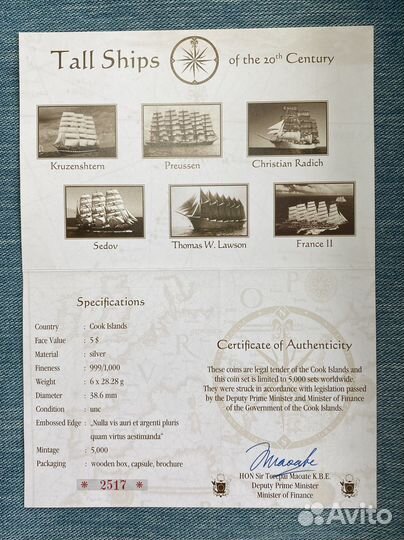 Tall Ships of the 20th Century
Kruzenshtern
Preussen
Christian Radich
Sedov
Thomas W. Lawson
France II
Specifications
Country : Cook Islands
Face Value : 5 $
Material : silver
Fineness : 999/1,000
Weight : 6 x 28.28 g
Diameter : 38.6 mm
Condition : unc
Embossed Edge : „Nulla vis auri et argenti pluris
quam virtus aestimanda"
Mintage : 5,000
Packaging : wooden box, capsule, brochure
* 2517 *
Certificate of Authenticity
These coins are legal tender of the Cook Islands and
this coin set is limited to 5,000 sets worldwide.
They were struck in accordance with legislation passed
by the Deputy Prime Minister and Minister of Finance
of the Government of the Cook Islands.
HON Sir Terepai Maoate K.B.E.
Deputy Prime Minister
Minister of Finance
Avito